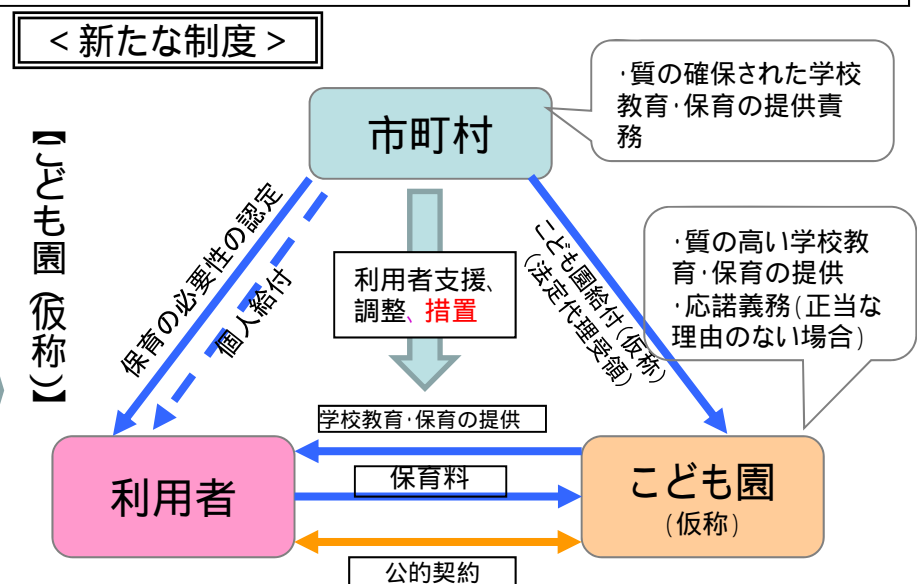 <新たな制度>
【こども園(仮称)】
市町村
・質の確保された学校
教育・保育の提供責
務
保育の必要性の認定
個人給付
利用者支援、
調整、措置
こども園給付(仮称)
(法定代理受領)
・質の高い学校教
育・保育の提供
・応諾義務(正当な
理由のない場合)
学校教育・保育の提供
利用者
保育料
こども園
(仮称)
公的契約